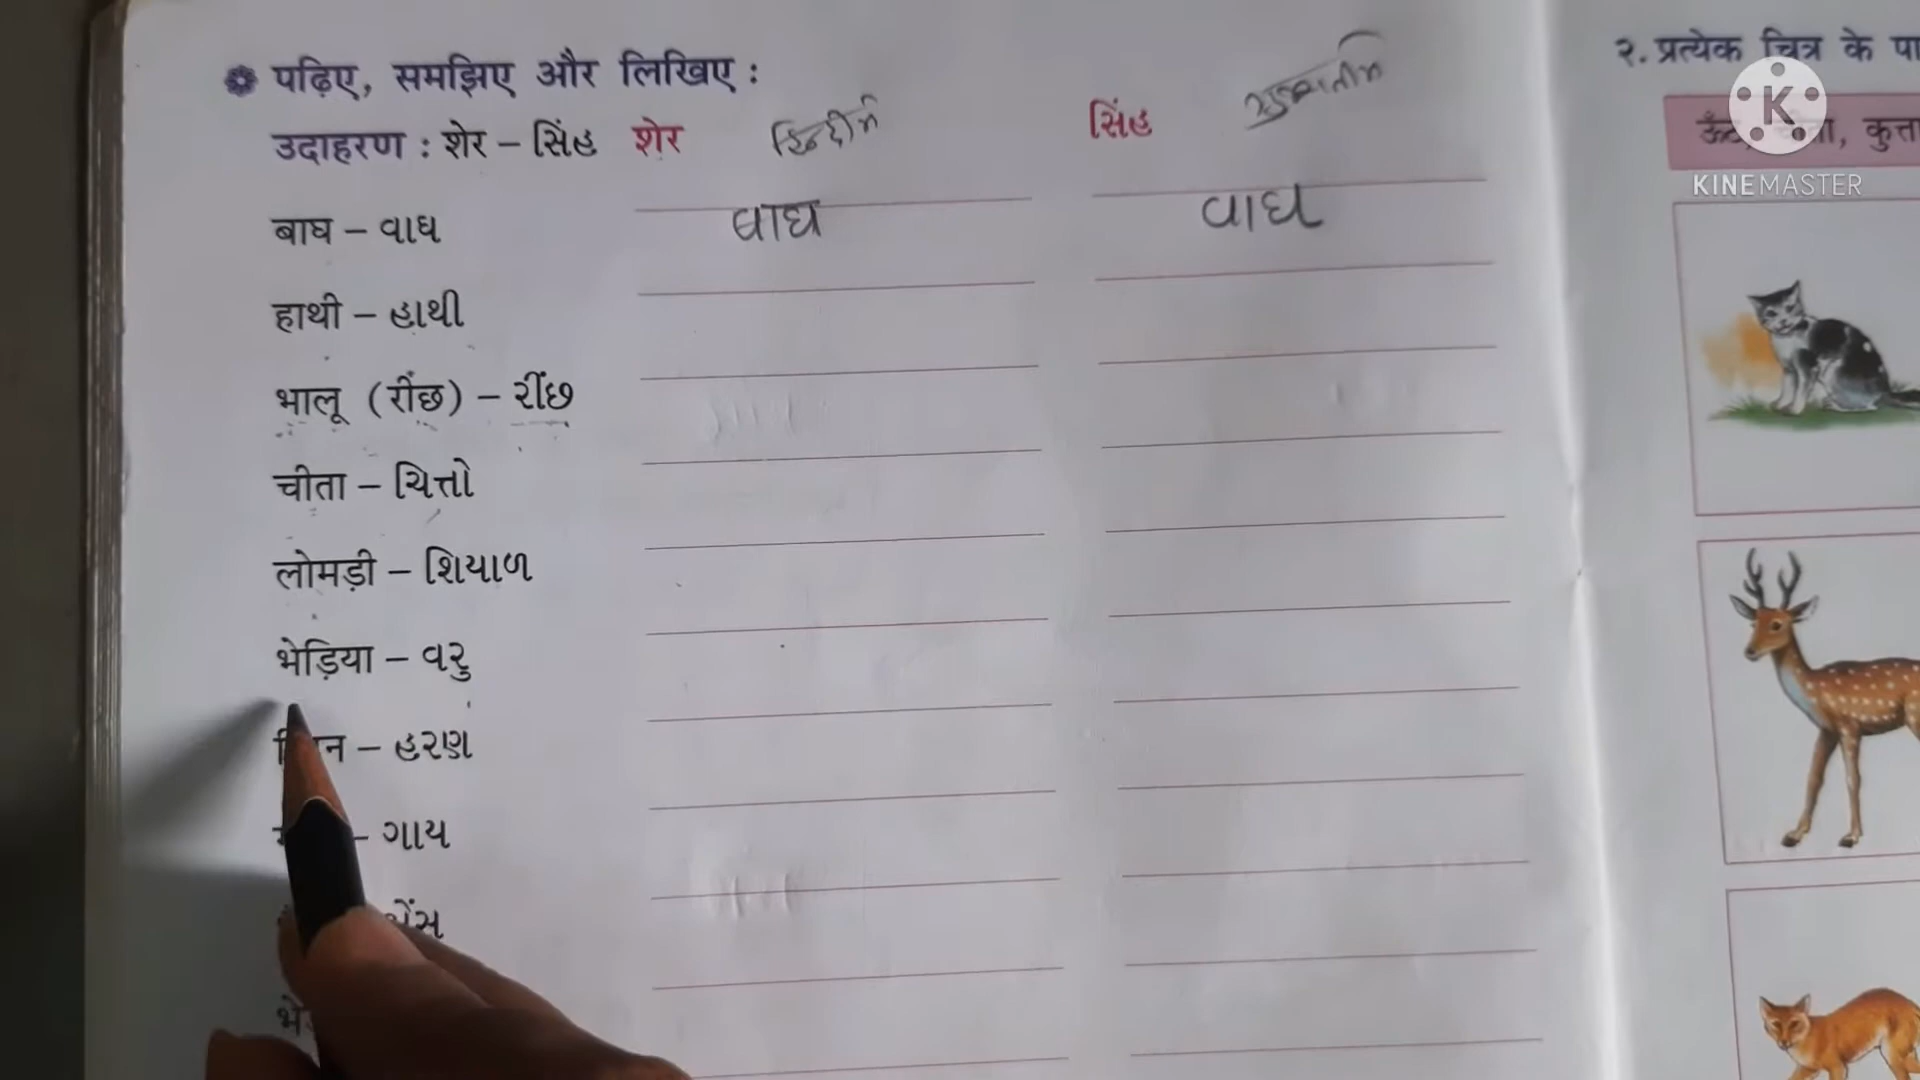 पढ़िए, समझिए और लिखिए :
उदाहरण : शेर – સિંહ शेर हिन्दीमे સિંહ ગુજરાતીમ
बाघ – વાઘ बाघ વાઘ
हाथी – હાથી
भालू (रींछ) – રીંછ
चीता – ચિત્તો
लोमड़ी – શિયાળ
भेड़िया – વરુ
– હરણ
– ગાય
२. प्रत्येक चित्र के
कुत्ता
KINEMASTER